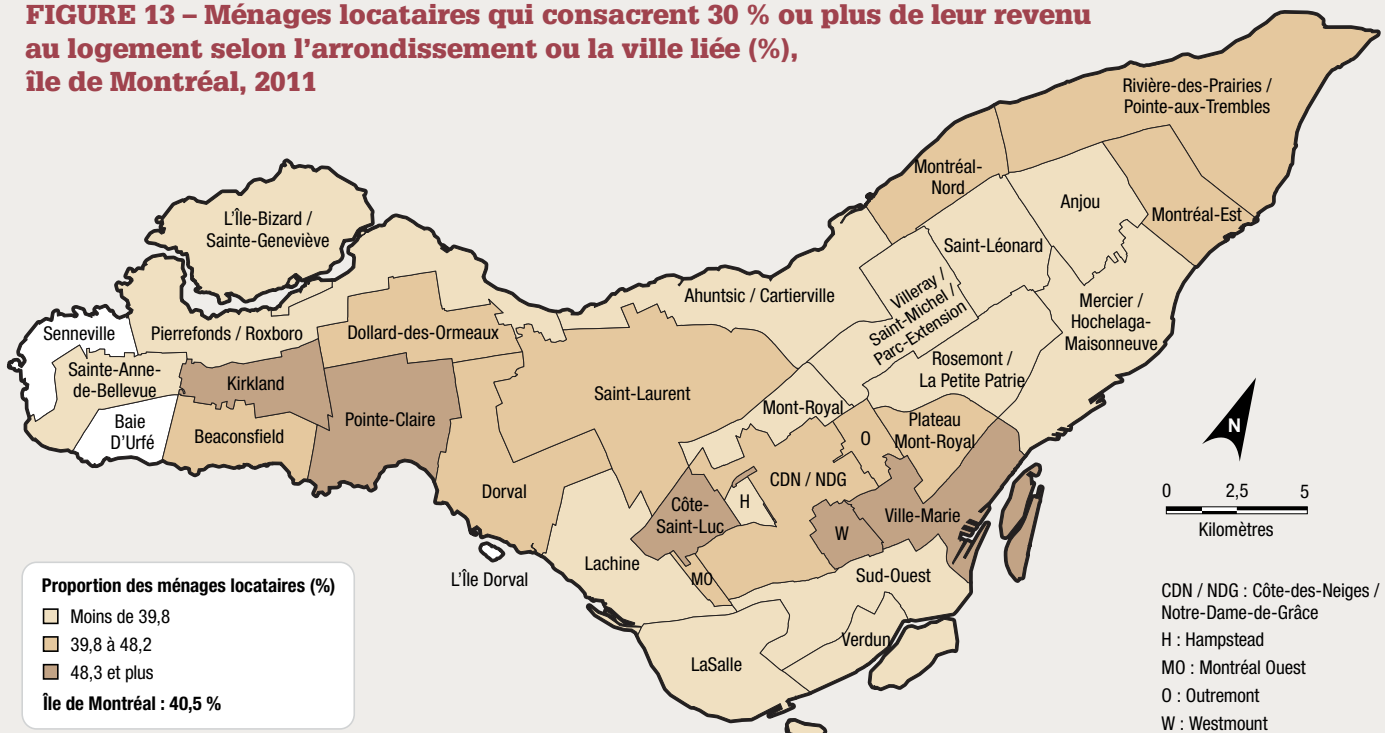 FIGURE 13 – Ménages locataires qui consacrent 30 % ou plus de leur revenu
au logement selon l'arrondissement ou la ville liée (%),
île de Montréal, 2011
Rivière-des-Prairies /
Pointe-aux-Trembles
Montréal-
Nord
Anjou
Montréal-Est
L'Île-Bizard /
Sainte-Geneviève
Saint-Léonard
Ahuntsic / Cartierville
Villeray /
Saint-Michel /
Parc-Extension
Mercier /
Hochelaga-
Maisonneuve
Senneville
Pierrefonds / Roxboro
Dollard-des-Ormeaux
Sainte-Anne-
de-Bellevue
Kirkland
Rosemont /
La Petite Patrie
Saint-Laurent
Mont-Royal
Baie
D'Urfé
Beaconsfield
Pointe-Claire
O
Plateau
Mont-Royal
N
Dorval
CDN / NDG
Côte-
Saint-Luc
H
W
Ville-Marie
0 2,5 5
Kilomètres
L'Île Dorval
Lachine
MO
Sud-Ouest
Verdun
LaSalle
Proportion des ménages locataires (%)
Moins de 39,8
39,8 à 48,2
48,3 et plus
Île de Montréal : 40,5 %
CDN / NDG : Côte-des-Neiges /
Notre-Dame-de-Grâce
H : Hampstead
MO : Montréal Ouest
O : Outremont
W : Westmount